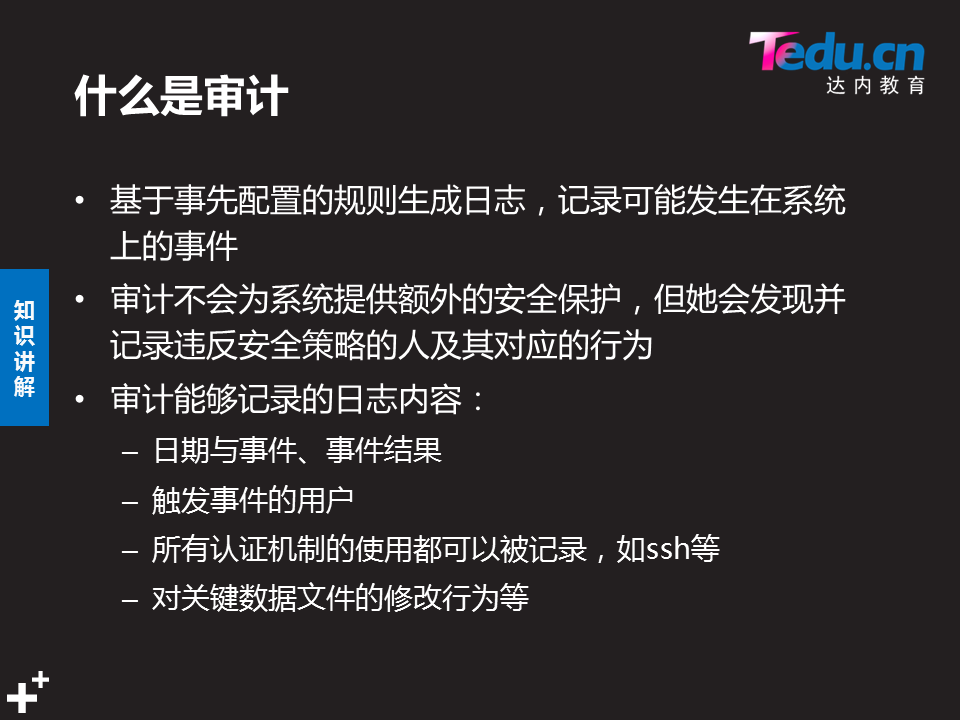 Tedu.cn
达内教育
什么是审计
• 基于事先配置的规则生成日志，记录可能发生在系统
上的事件
• 审计不会为系统提供额外的安全保护，但她会发现并
记录违反安全策略的人及其对应的行为
• 审计能够记录的日志内容：
– 日期与事件、事件结果
– 触发事件的用户
– 所有认证机制的使用都可以被记录，如ssh等
– 对关键数据文件的修改行为等
知
识
讲
解